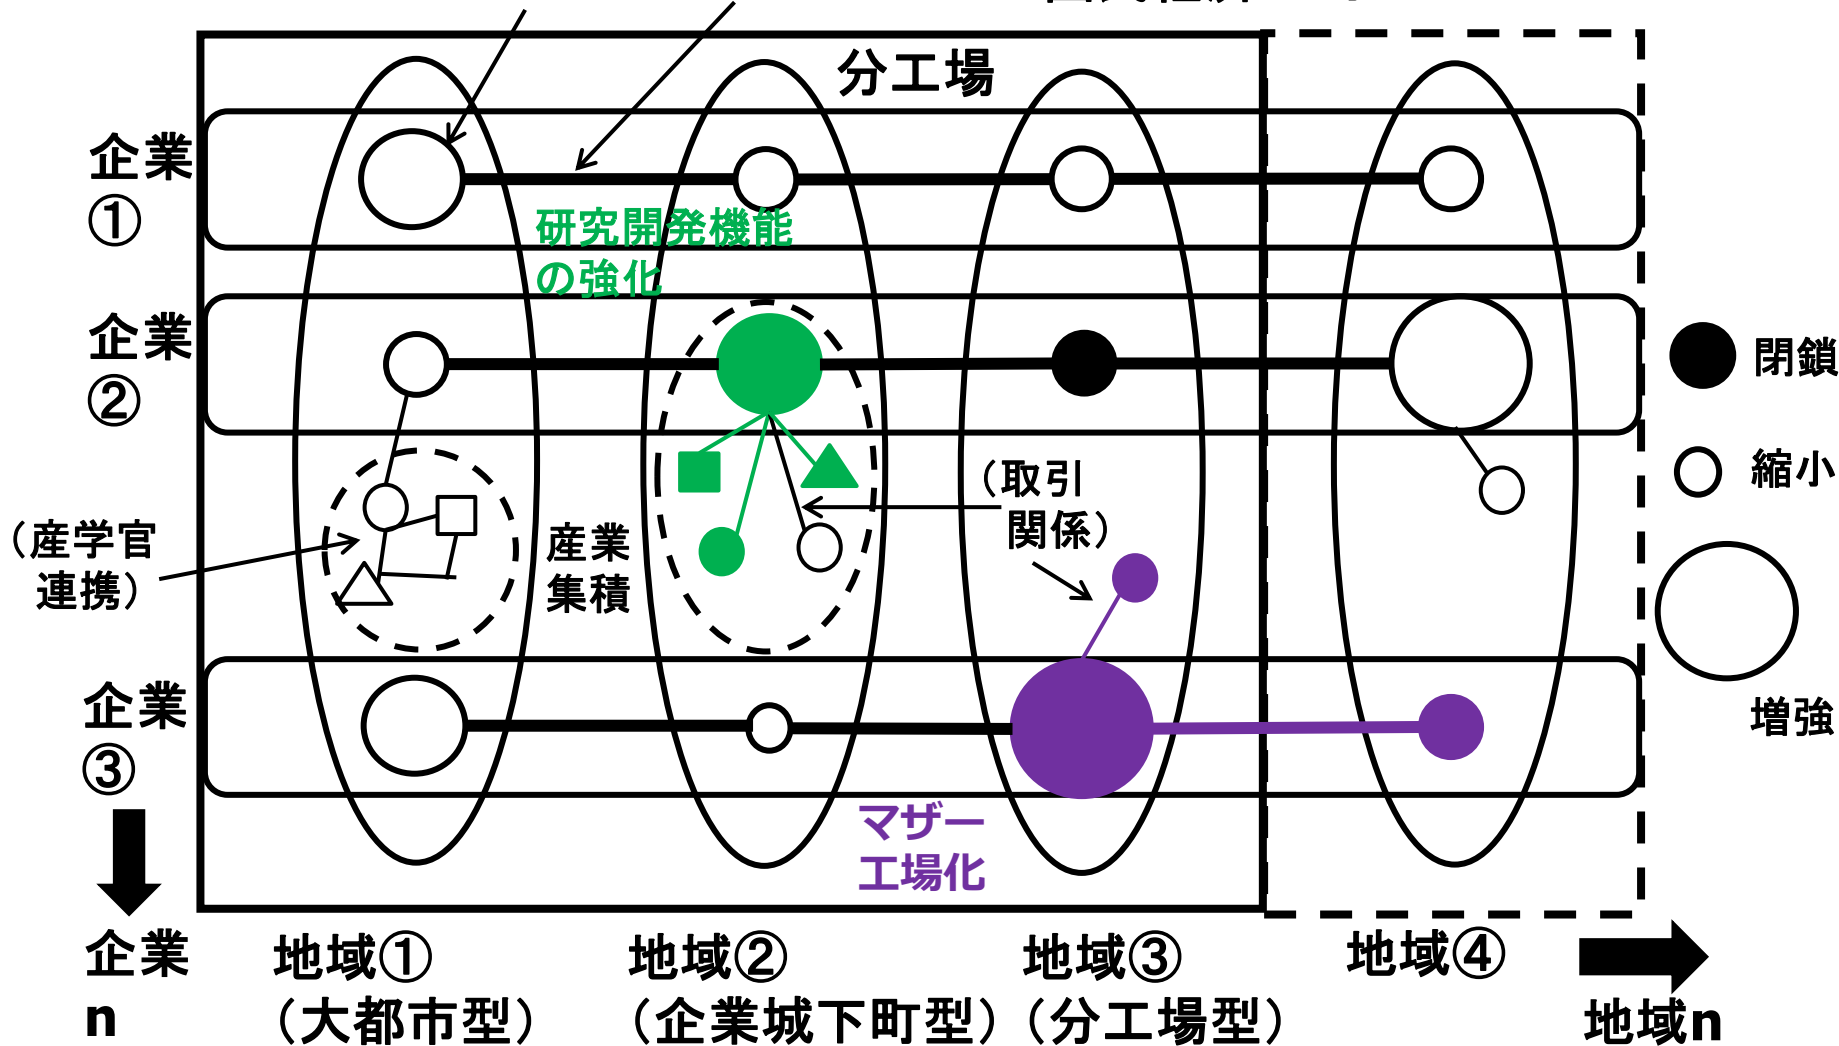 分工場
企業
①
研究開発機能
の強化
企業
②
閉鎖
縮小
（取引
関係）
（産学官
連携）
産業
集積
企業
③
増強
マザー
工場化
企業
n
地域①
（大都市型）
地域②
（企業城下町型）
地域③
（分工場型）
地域④
地域n